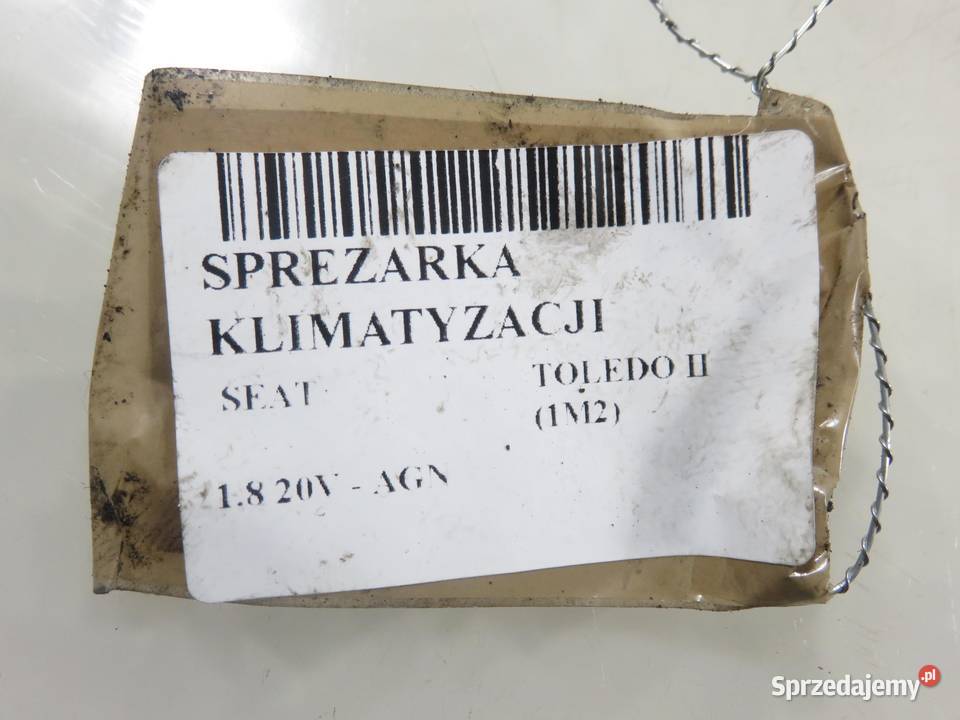 SPREZARKA
KLIMATYZACJI
SEAT TOLEDO II
(1M2)
1.8 20V - AGN
Sprzedajemy.pl